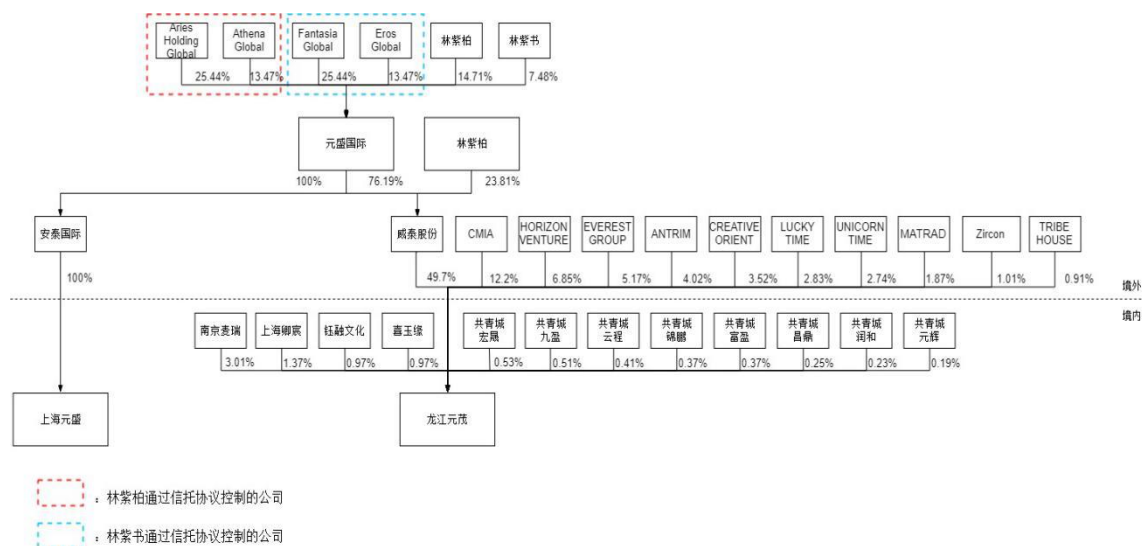 Aries
Holding
Global
Athena
Global
Fantasia
Global
Eros
Global
林紫柏
林紫书
25.44%
13.47%
25.44%
13.47%
14.71%
7.48%
元盛国际
林紫柏
100%
76.19%
23.81%
安泰国际
威泰股份
CMIA
HORIZON
VENTURE
EVEREST
GROUP
ANTRIM
CREATIVE
ORIENT
LUCKY
TIME
UNICORN
TIME
MATRAD
Zircon
TRIBE
HOUSE
100%
49.7%
12.2%
6.85%
5.17%
4.02%
3.52%
2.83%
2.74%
1.87%
1.01%
0.91%
境外
境内
南京麦瑞
上海卿宸
钰融文化
嘉玉缘
共青城
宏晟
共青城
九盈
共青城
云程
共青城
锦鹏
共青城
富盈
共青城
昌鼎
共青城
润和
共青城
元辉
3.01%
1.37%
0.97%
0.97%
0.53%
0.51%
0.41%
0.37%
0.37%
0.25%
0.23%
0.19%
上海元盛
龙江元茂
：林紫柏通过信托协议控制的公司
：林紫书通过信托协议控制的公司